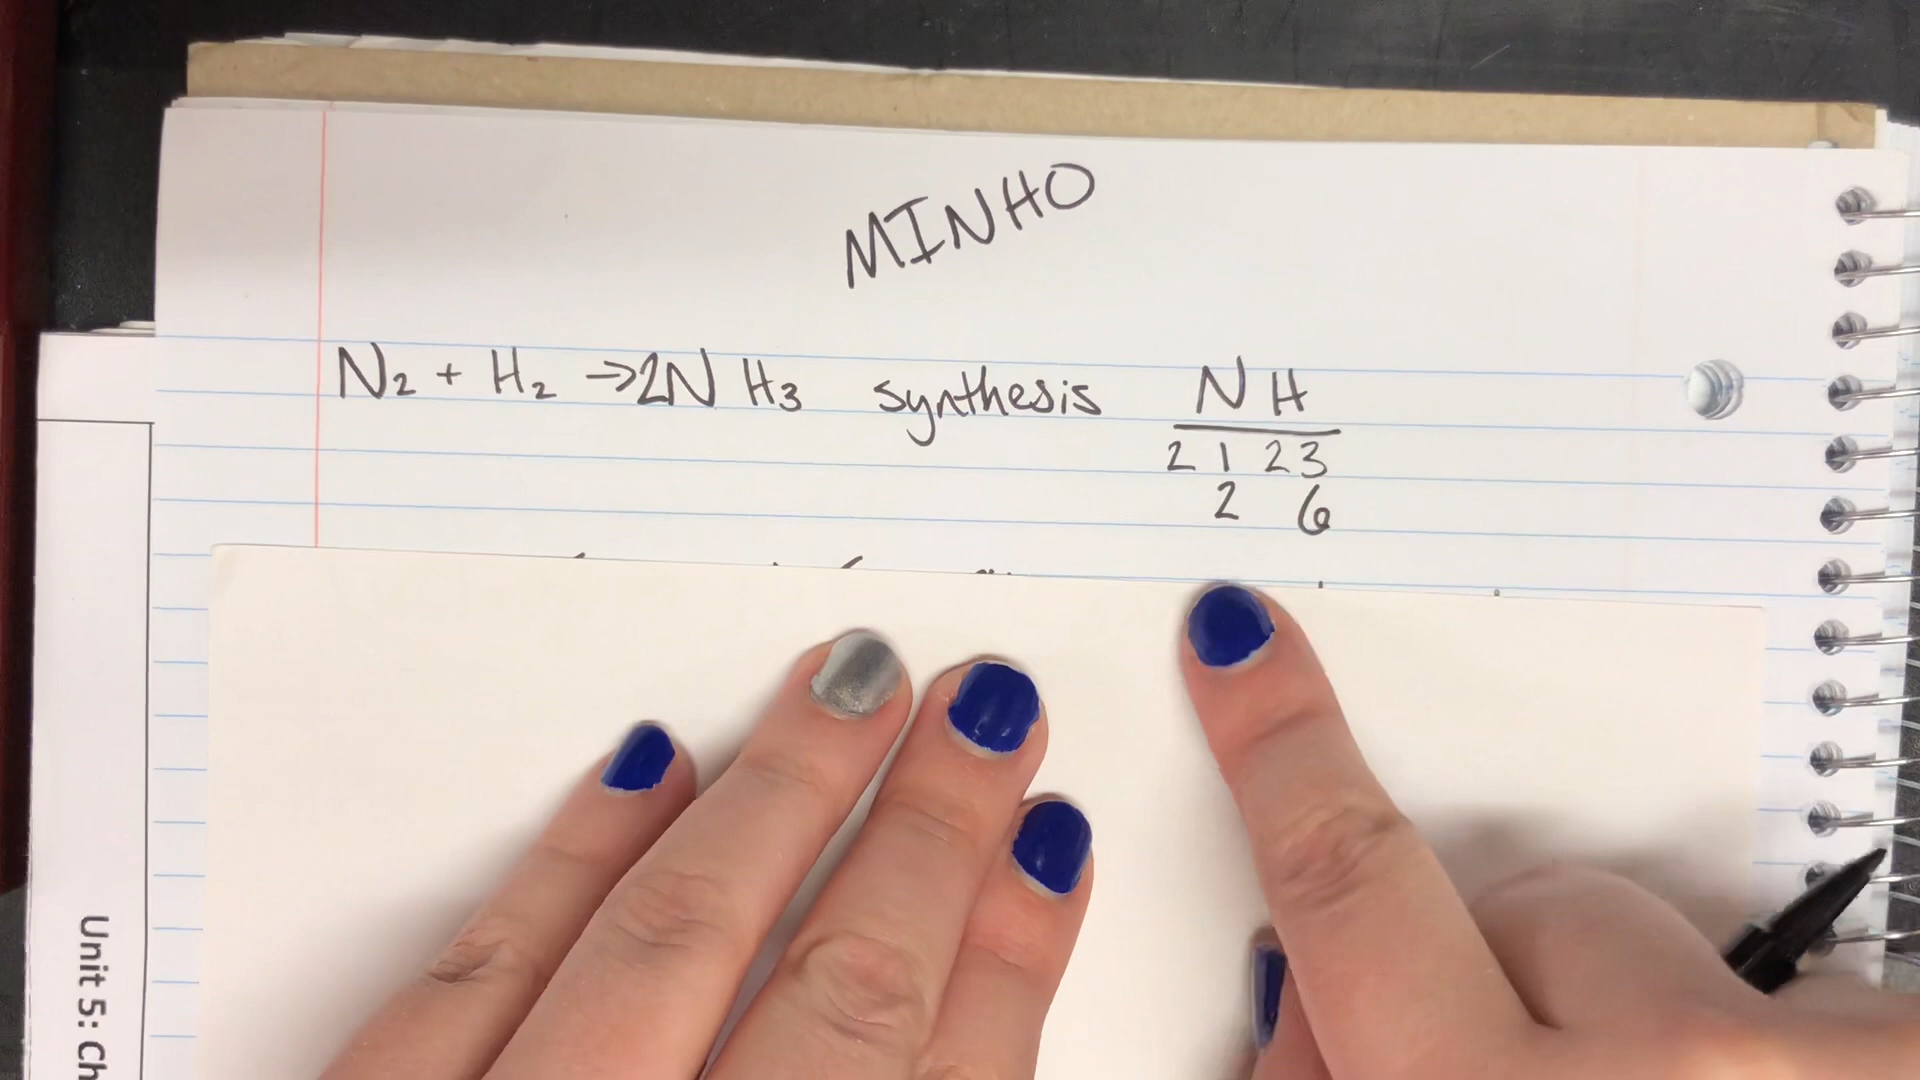 MINHO
N₂ + H₂ →2N H₃ synthesis N H
2 1 2 3
2 6
Unit 5: Ch